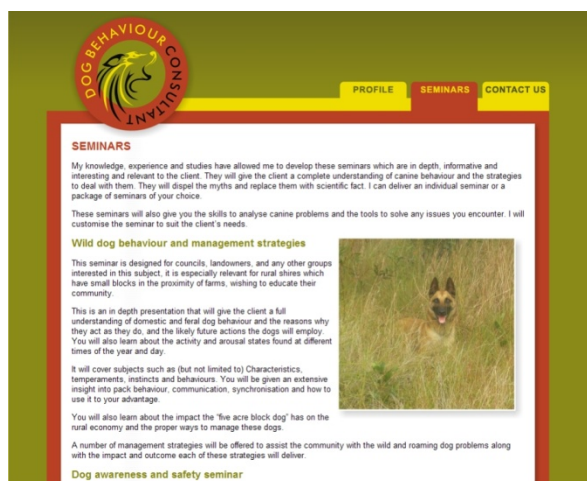 DOG BEHAVIOUR CONSULTANT
PROFILE
SEMINARS
CONTACT US
SEMINARS
My knowledge, experience and studies have allowed me to develop these seminars which are in depth, informative and
interesting and relevant to the client. They will give the client a complete understanding of canine behaviour and the strategies
to deal with them. They will dispel the myths and replace them with scientific fact. I can deliver an individual seminar or a
package of seminars of your choice.
These seminars will also give you the skills to analyse canine problems and the tools to solve any issues you encounter. I will
customise the seminar to suit the client's needs.
Wild dog behaviour and management strategies
This seminar is designed for councils, landowners, and any other groups
interested in this subject, it is especially relevant for rural shires which
have small blocks in the proximity of farms, wishing to educate their
community.
This is an in depth presentation that will give the client a full
understanding of domestic and feral dog behaviour and the reasons why
they act as they do, and the likely future actions the dogs will employ.
You will also learn about the activity and arousal states found at different
times of the year and day.
It will cover subjects such as (but not limited to) Characteristics,
temperaments, instincts and behaviours. You will be given an extensive
insight into pack behaviour, communication, synchronisation and how to
use it to your advantage.
You will also learn about the impact the "five acre block dog" has on the
rural economy and the proper ways to manage these dogs.
A number of management strategies will be offered to assist the community with the wild and roaming dog problems along
with the impact and outcome each of these strategies will deliver.
Dog awareness and safety seminar